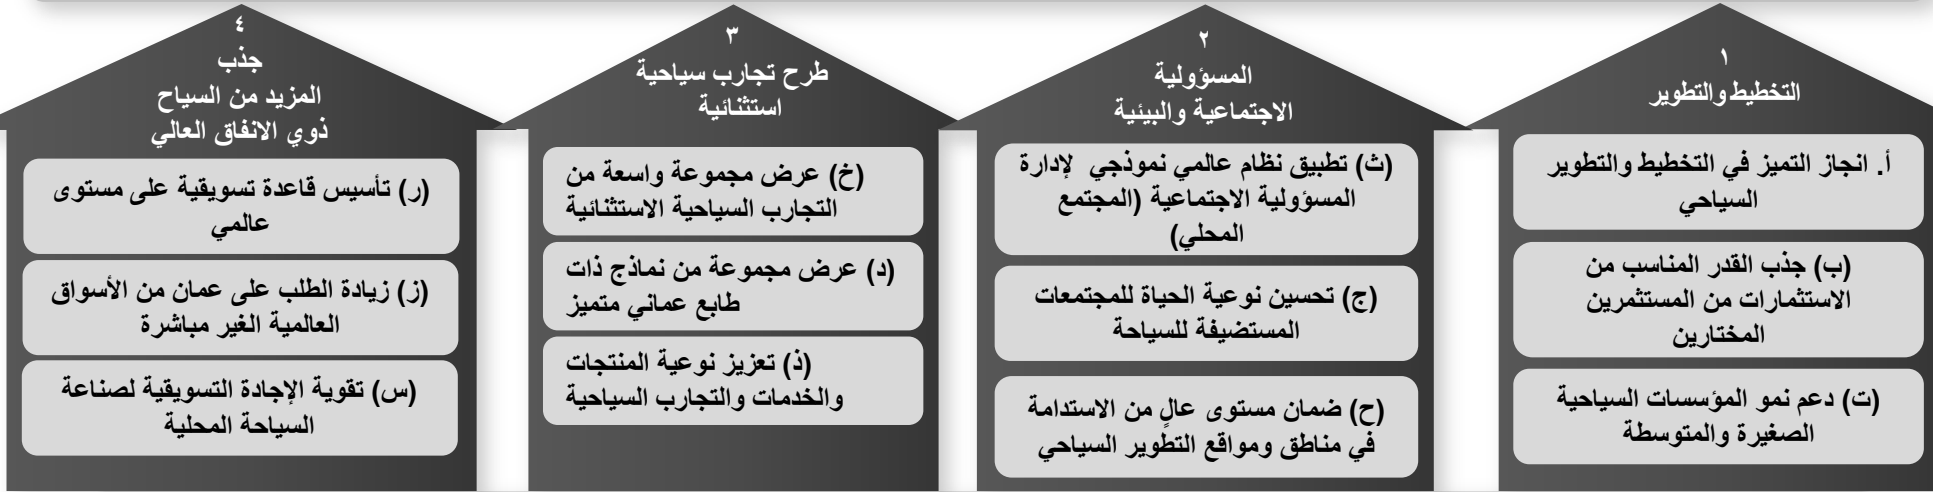 ١
التخطيط والتطوير
أ. انجاز التميز في التخطيط والتطوير
السياحي
(ب) جذب القدر المناسب من
الاستثمارات من المستثمرين
المختارين
(ت) دعم نمو المؤسسات السياحية
الصغيرة والمتوسطة
٢
المسؤولية
الاجتماعية والبيئية
(ث) تطبيق نظام عالمي نموذجي لإدارة
المسؤولية الاجتماعية (المجتمع
المحلي)
(ج) تحسين نوعية الحياة للمجتمعات
المستضيفة للسياحة
(ح) ضمان مستوى عالٍ من الاستدامة
في مناطق ومواقع التطوير السياحي
٣
طرح تجارب سياحية
استثنائية
(خ) عرض مجموعة واسعة من
التجارب السياحية الاستثنائية
(د) عرض مجموعة من نماذج ذات
طابع عماني متميز
(ذ) تعزيز نوعية المنتجات
والخدمات والتجارب السياحية
٤
جذب
المزيد من السياح
ذوي الانفاق العالي
(ر) تأسيس قاعدة تسويقية على مستوى
عالمي
(ز) زيادة الطلب على عمان من الأسواق
العالمية الغير مباشرة
(س) تقوية الإجادة التسويقية لصناعة
السياحة المحلية